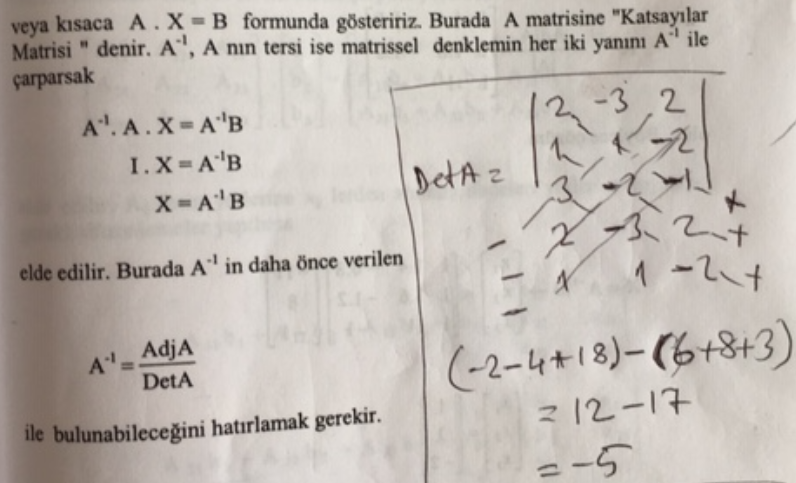 veya kısaca A . X = B formunda gösteririz. Burada A matrisine "Katsayılar
Matrisi " denir. A⁻¹, A nın tersi ise matrissel denklemin her iki yanını A⁻¹ ile
çarparsak
A⁻¹. A . X = A⁻¹B
I . X = A⁻¹B
X = A⁻¹ B
elde edilir. Burada A⁻¹ in daha önce verilen
A⁻¹ = AdjA
DetA
ile bulunabileceğini hatırlamak gerekir.
| 2 -3 2 |
| 1 1 -2 |
DetA = | 3 -2 -1 |
- 2 -3 2 +
- 1 1 -2 +
- +
(-2-4+18)-(6+8+3)
= 12-17
= -5